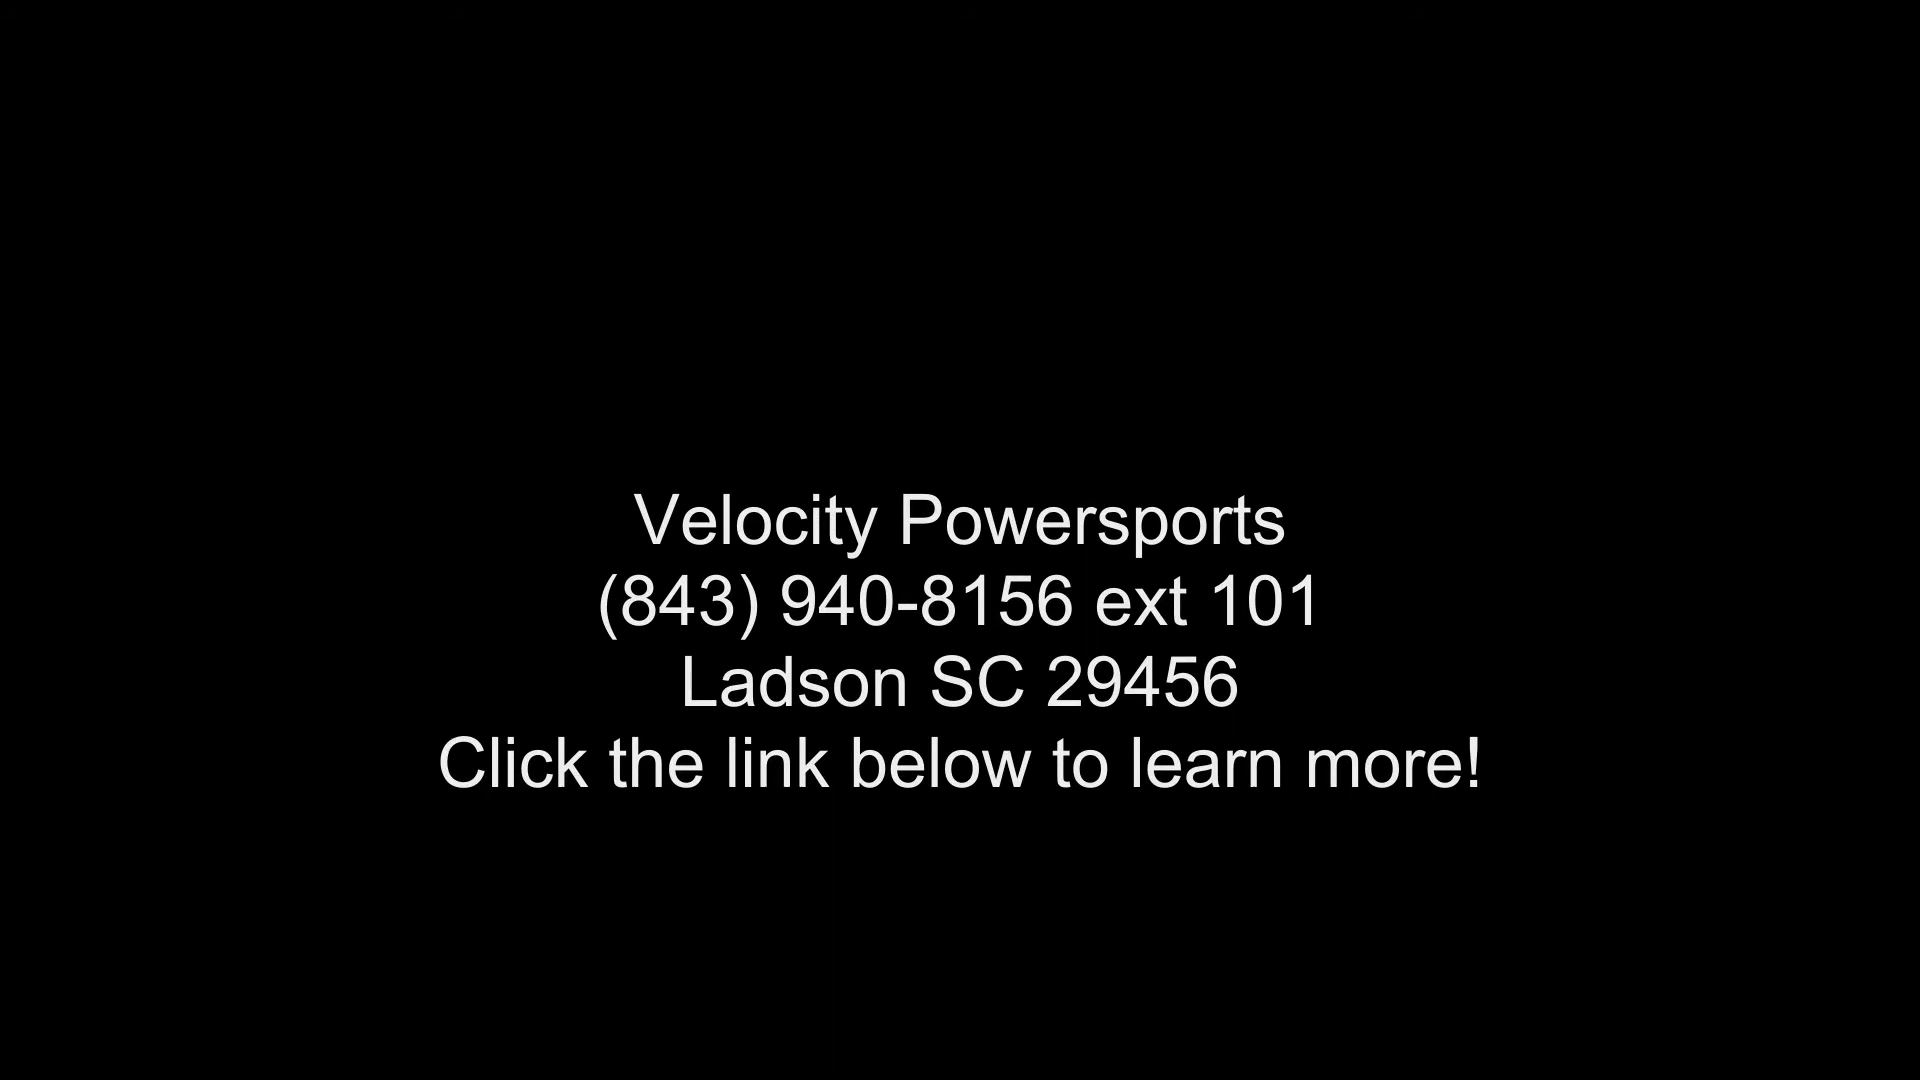 Velocity Powersports
(843) 940-8156 ext 101
Ladson SC 29456
Click the link below to learn more!